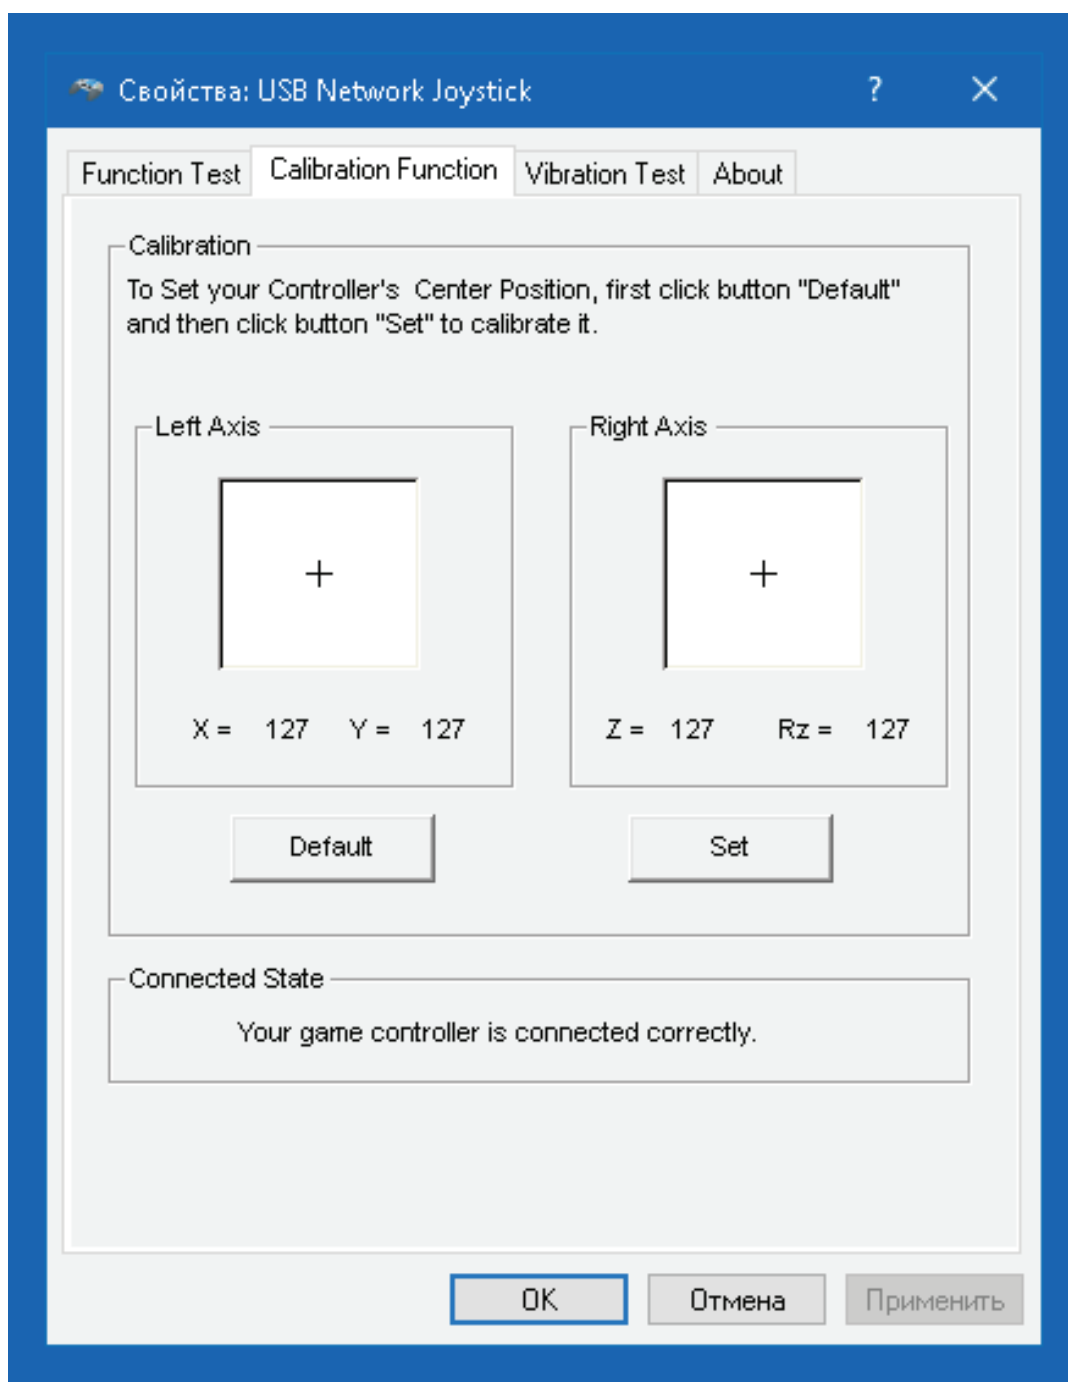 Свойства: USB Network Joystick
?
Function Test
Calibration Function
Vibration Test
About
Calibration
To Set your Controller's Center Position, first click button "Default"
and then click button "Set" to calibrate it.
Left Axis
Right Axis
X = 127 Y = 127
Z = 127 Rz = 127
Default
Set
Connected State
Your game controller is connected correctly.
OK
Отмена
Применить